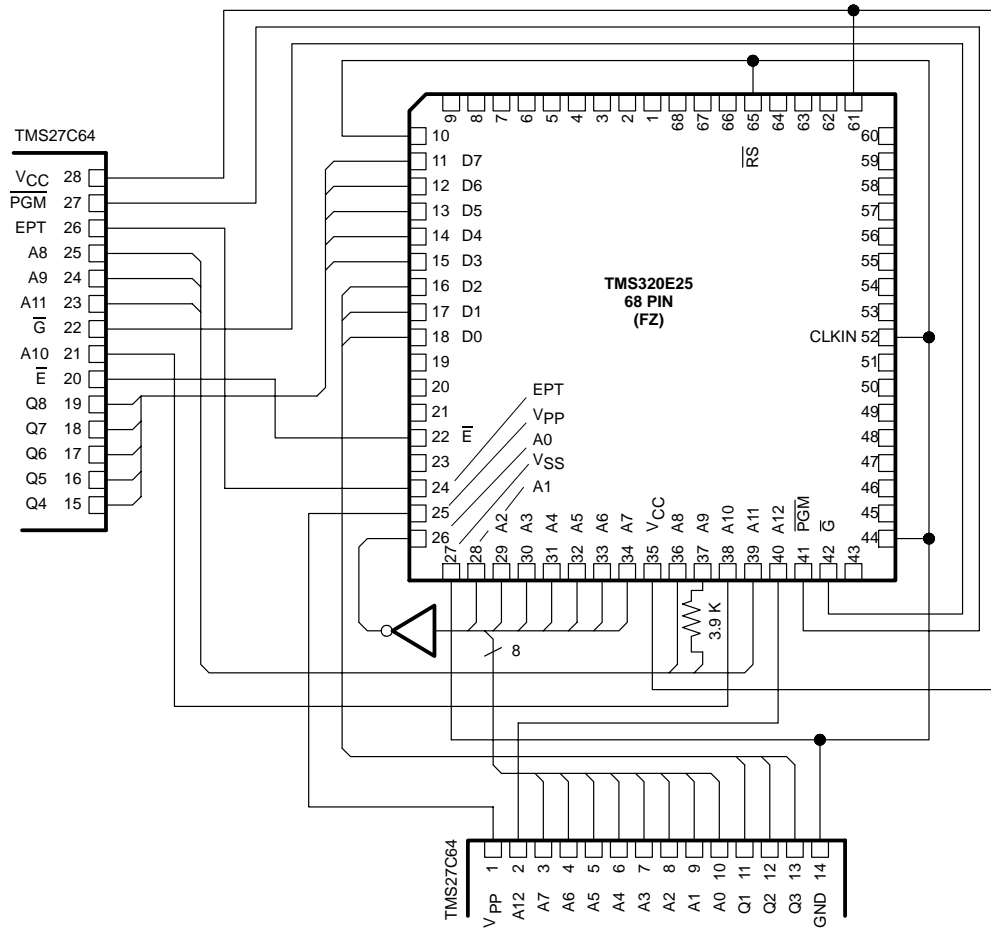 9 8 7 6 5 4 3 2 1 68 67 66 65 64 63 62 61
RS
TMS27C64
VCC 28
PGM 27
EPT 26
A8 25
A9 24
A11 23
G 22
A10 21
E 20
Q8 19
Q7 18
Q6 17
Q5 16
Q4 15
10
11 D7
12 D6
13 D5
14 D4
15 D3
16 D2
17 D1
18 D0
19
20
21
22 E
23
24
25
26
EPT
VPP
A0
VSS
A1
TMS320E25
68 PIN
(FZ)
60
59
58
57
56
55
54
53
CLKIN 52
51
50
49
48
47
46
45
44
A2 A3 A4 A5 A6 A7 VCC A8 A9 A10 A11 A12 PGM G
27 28 29 30 31 32 33 34 35 36 37 38 39 40 41 42 43
3.9 K
8
TMS27C64
1 2 3 4 5 6 7 8 9 10 11 12 13 14
VPP A12 A7 A6 A5 A4 A3 A2 A1 A0 Q1 Q2 Q3 GND